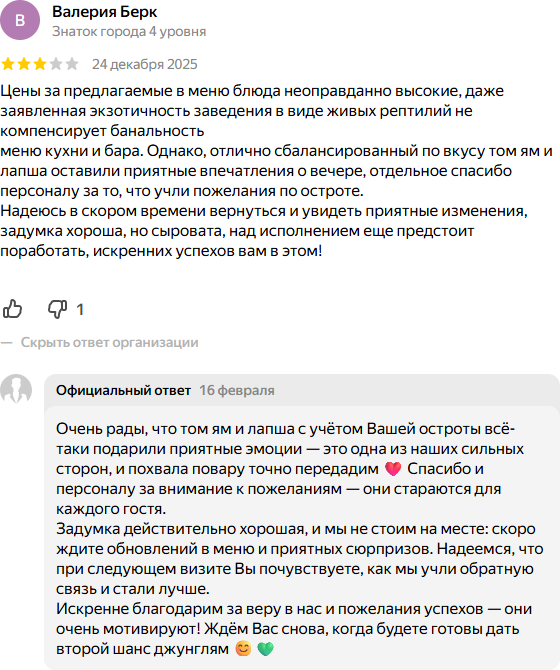 В
Валерия Берк
Знаток города 4 уровня
24 декабря 2025
Цены за предлагаемые в меню блюда неоправданно высокие, даже
заявленная экзотичность заведения в виде живых рептилий не
компенсирует банальность
меню кухни и бара. Однако, отлично сбалансированный по вкусу том ям и
лапша оставили приятные впечатления о вечере, отдельное спасибо
персоналу за то, что учли пожелания по остроте.
Надеюсь в скором времени вернуться и увидеть приятные изменения,
задумка хороша, но сыровата, над исполнением еще предстоит
поработать, искренних успехов вам в этом!
1
— Скрыть ответ организации
Официальный ответ 16 февраля
Очень рады, что том ям и лапша с учётом Вашей остроты всё-
таки подарили приятные эмоции — это одна из наших сильных
сторон, и похвала повару точно передадим ❤️ Спасибо и
персоналу за внимание к пожеланиям — они стараются для
каждого гостя.
Задумка действительно хорошая, и мы не стоим на месте: скоро
ждите обновлений в меню и приятных сюрпризов. Надеемся, что
при следующем визите Вы почувствуете, как мы учли обратную
связь и стали лучше.
Искренне благодарим за веру в нас и пожелания успехов — они
очень мотивируют! Ждём Вас снова, когда будете готовы дать
второй шанс джунглям 😊 💚